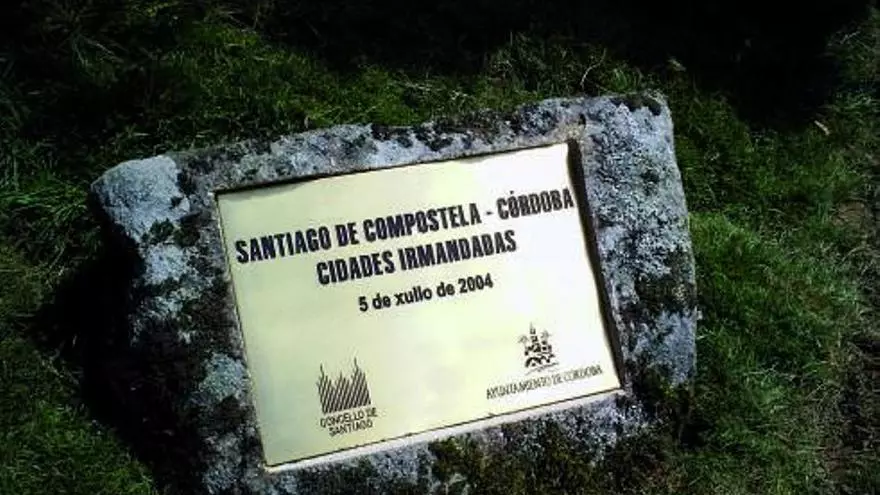 SANTIAGO DE COMPOSTELA - CÓRDOBA
CIDADES IRMANDADAS
5 de xullo de 2004
CONCELLO DE
SANTIAGO
AYUNTAMIENTO DE CÓRDOBA